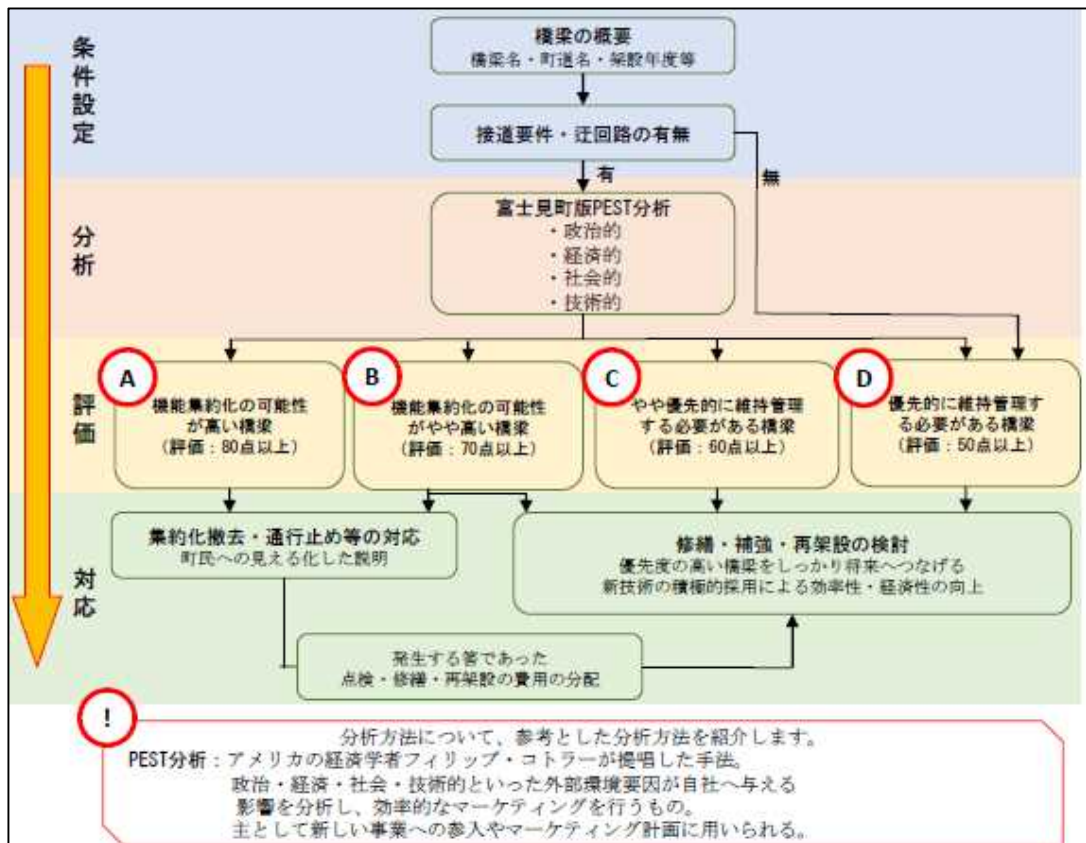 条件設定
橋梁の概要
橋梁名・町道名・架設年度等
接道要件・迂回路の有無
有
無
分析
富士見町版PEST分析
・政治的
・経済的
・社会的
・技術的
評価
A
機能集約化の可能性
が高い橋梁
(評価：80点以上)
B
機能集約化の可能性
がやや高い橋梁
(評価：70点以上)
C
やや優先的に維持管理
する必要がある橋梁
(評価：60点以上)
D
優先的に維持管理す
る必要がある橋梁
(評価：50点以上)
対応
集約化撤去・通行止め等の対応
町民への見える化した説明
修繕・補強・再架設の検討
優先度の高い橋梁をしっかり将来へつなげる
新技術の積極的採用による効率性・経済性の向上
発生する筈であった
点検・修繕・再架設の費用の分配
!
分析方法について、参考とした分析方法を紹介します。
PEST分析：アメリカの経済学者フィリップ・コトラーが提唱した手法。
政治・経済・社会・技術的といった外部環境要因が自社へ与える
影響を分析し、効率的なマーケティングを行うもの。
主として新しい事業への参入やマーケティング計画に用いられる。